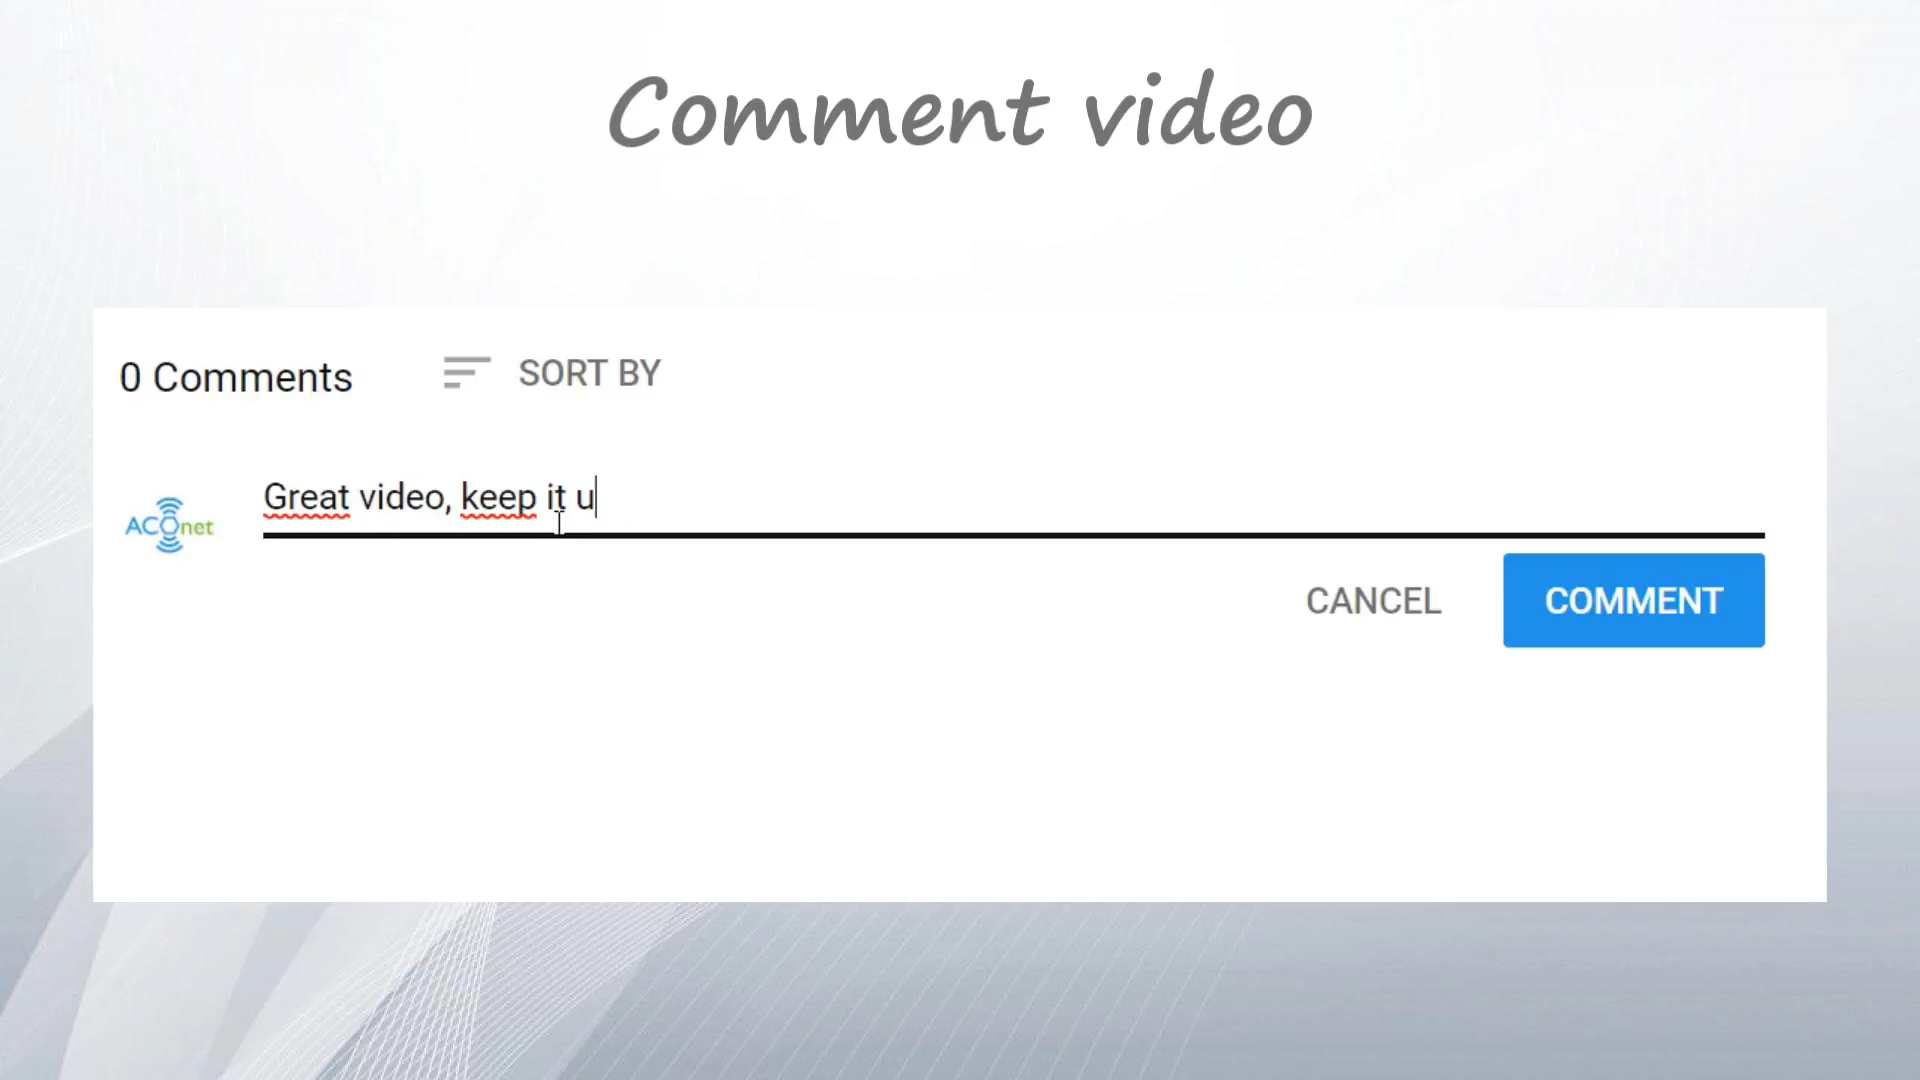 Comment video
0 Comments SORT BY
Great video, keep it u
ACOnet
CANCEL COMMENT